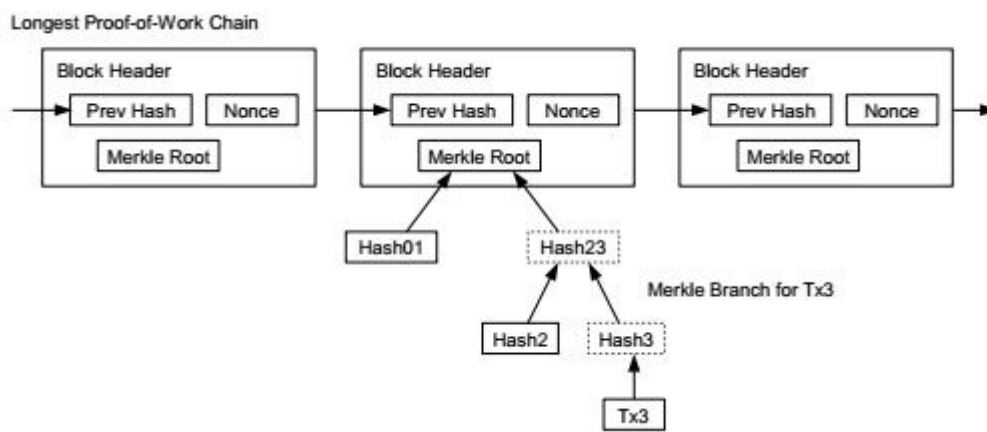 Longest Proof-of-Work Chain
Block Header
Block Header
Block Header
Prev Hash
Nonce
Prev Hash
Nonce
Prev Hash
Nonce
Merkle Root
Merkle Root
Merkle Root
Hash01
Hash23
Merkle Branch for Tx3
Hash2
Hash3
Tx3